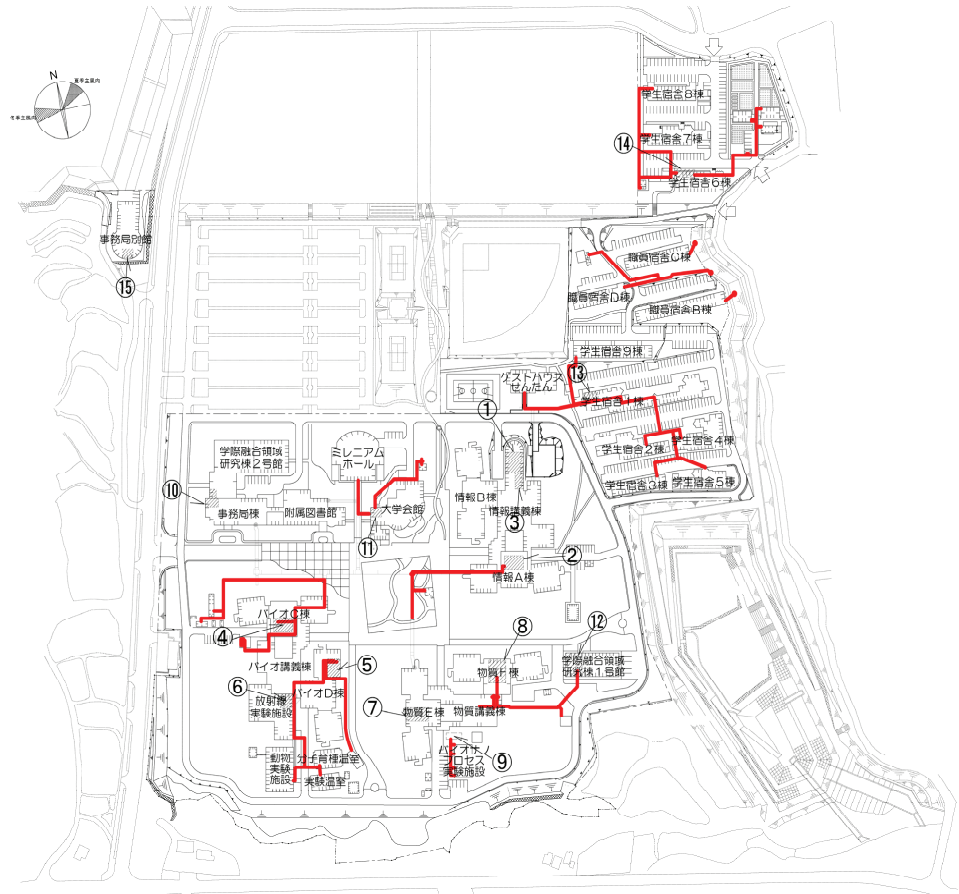 N
夏季主風向
冬季主風向
学生宿舎8棟
学生宿舎7棟
⑭
学生宿舎6棟
事務局別館
⑮
職員宿舎C棟
職員宿舎D棟
職員宿舎B棟
学生宿舎9棟
ゲストハウス
せんたん
⑬
学生宿舎1棟
①
学生宿舎2棟
学生宿舎4棟
学生宿舎3棟
学生宿舎5棟
学際融合領域
研究棟2号館
ミレニアム
ホール
⑩
事務局棟
附属図書館
大学会館
⑪
情報B棟
情報講義棟
③
②
情報A棟
バイオC棟
④
バイオ講義棟
⑤
⑥
バイオD棟
放射線
実験施設
動物
実験
施設
分子育種温室
実験温室
⑧
⑫
物質F棟
学際融合領域
研究棟1号館
⑦
物質E棟
物質講義棟
バイオナノ
プロセス
実験施設
⑨